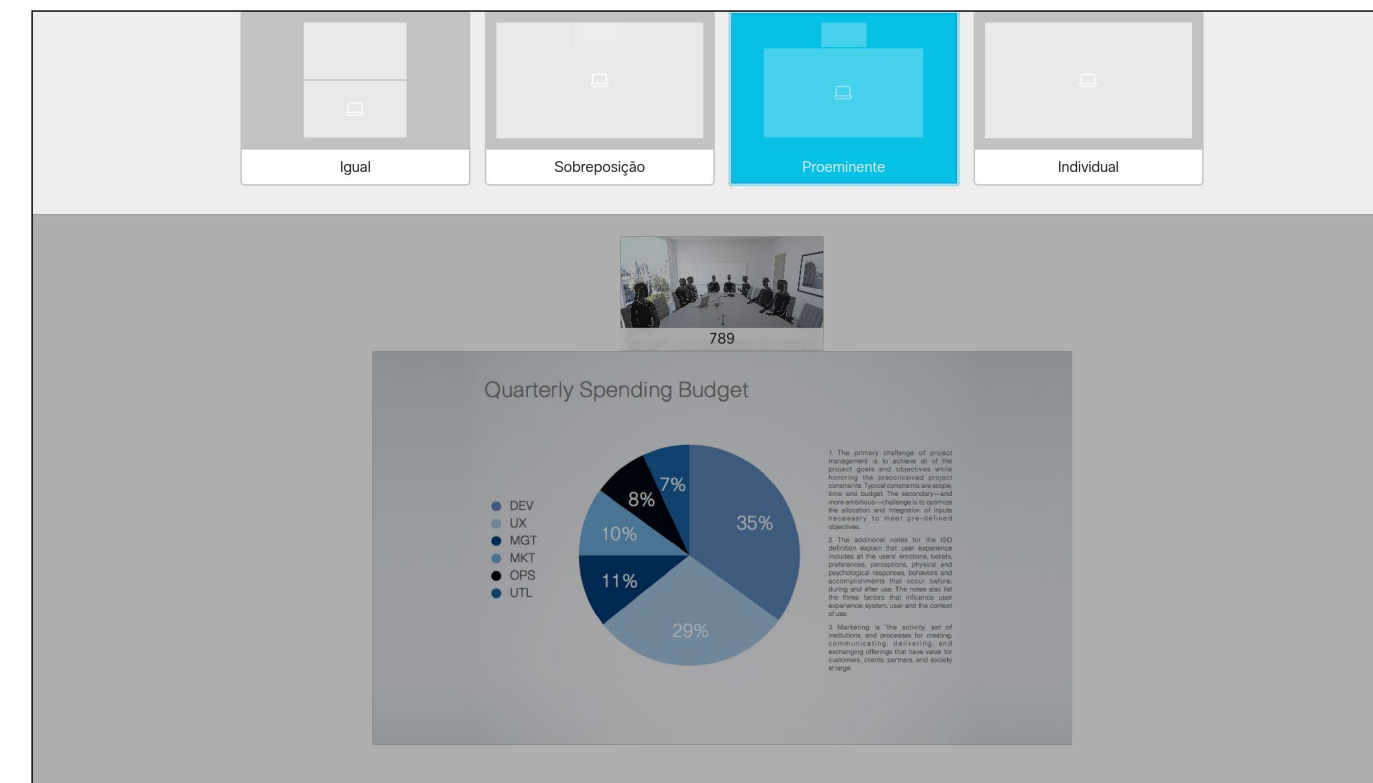 Igual
Sobreposição
Proeminente
Individual
789
Quarterly Spending Budget
DEV
UX
MGT
MKT
OPS
UTL
7%
8%
35%
10%
11%
29%
1. The primary challenge of project
management is to achieve all of the
project goals and objectives while
honoring the preconceived project
constraints. Typical constraints are scope,
time, and budget. The secondary—and
more ambitious—challenge is to optimize
the allocation and integration of inputs
necessary to meet pre-defined
objectives.
2. The additional notes for the ISO
definition explain that user experience
includes all the users' emotions, beliefs,
preferences, perceptions, physical and
psychological responses, behaviors and
accomplishments that occur before,
during and after use. The notes also list
the three factors that influence user
experience: system, user and the context
of use.
3. Marketing is "the activity, set of
institutions, and processes for creating,
communicating, delivering, and
exchanging offerings that have value for
customers, clients, partners, and society
at large.